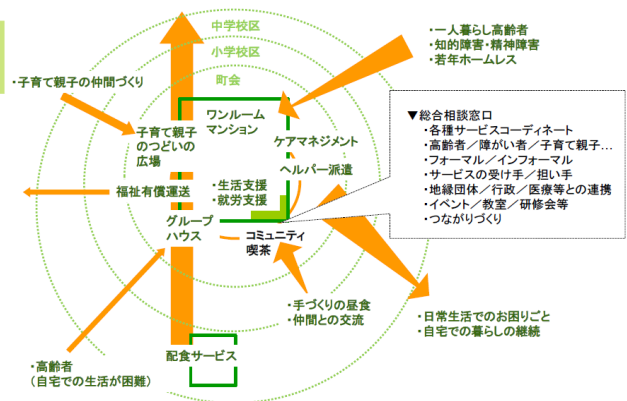 中学校区
小学校区
町会
・一人暮らし高齢者
・知的障害・精神障害
・若年ホームレス
・子育て親子の仲間づくり
ワンルーム
マンション
子育て親子
のつどいの
広場
ケアマネジメント
ヘルパー派遣
▼総合相談窓口
・各種サービスコーディネート
・高齢者／障がい者／子育て親子…
・フォーマル／インフォーマル
・サービスの受け手／担い手
・地縁団体／行政／医療等との連携
・イベント／教室／研修会等
・つながりづくり
福祉有償運送
・生活支援
・就労支援
グループ
ハウス
コミュニティ
喫茶
・手づくりの昼食
・仲間との交流
・日常生活でのお困りごと
・自宅での暮らしの継続
配食サービス
・高齢者
（自宅での生活が困難）